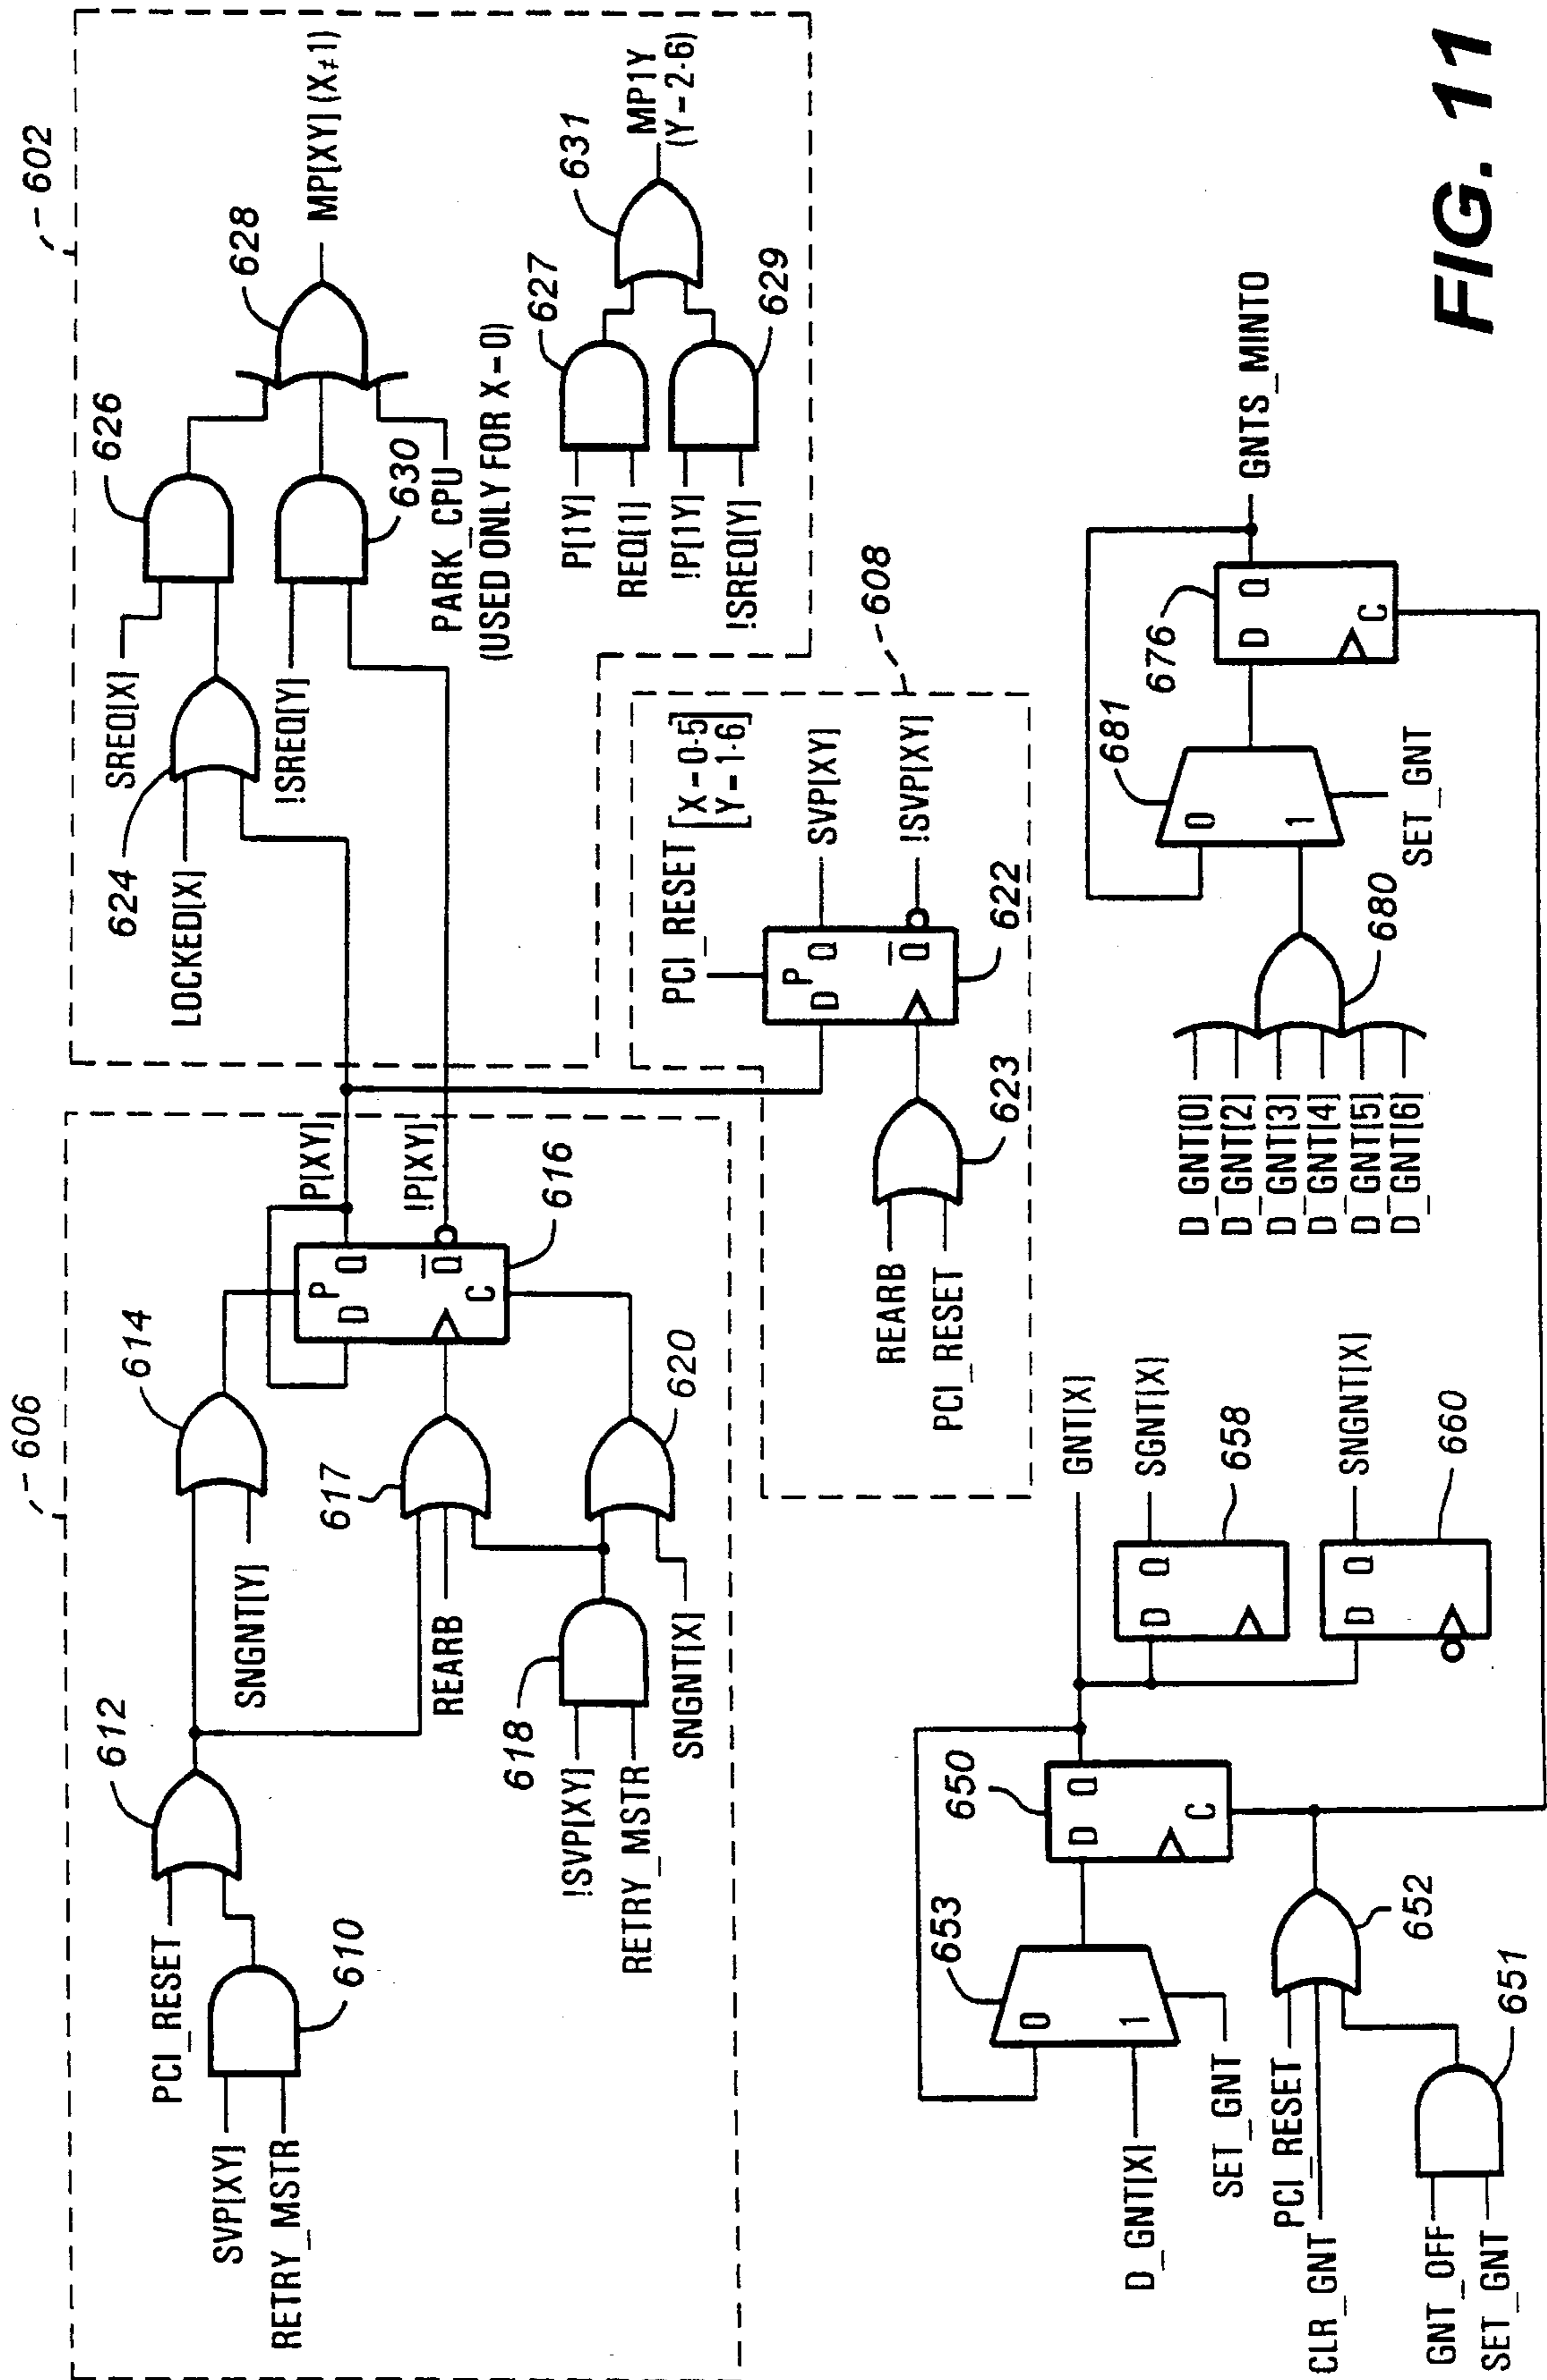 606
602
PCI_RESET
SVP[XY]
RETRY_MSTR
610
612
SNGNT[Y]
614
617
REARB
!SVP[XY]
RETRY_MSTR
618
SNGNT[X]
620
P
D
Q
Q
C
616
P[XY]
!P[XY]
LOCKED[X]
624
SREQ[X]
!SREQ[Y]
626
630
628
MP[XY] (X≠1)
PARK_CPU
(USED ONLY FOR X=0)
P[1Y]
REQ[1]
!P[1Y]
!SREQ[Y]
627
629
631
MP1Y
(Y=2-6)
608
PCI_RESET
[X=0-5]
[Y=1-6]
REARB
PCI_RESET
623
P
D
Q
Q
622
SVP[XY]
!SVP[XY]
D_GNT[X]
SET_GNT
653
0
1
PCI_RESET
CLR_GNT
GNT_OFF
SET_GNT
651
652
650
D
Q
C
GNT[X]
D
Q
SGNT[X]
658
D
Q
SNGNT[X]
660
D_GNT[0]
D_GNT[2]
D_GNT[3]
D_GNT[4]
D_GNT[5]
D_GNT[6]
680
681
0
1
SET_GNT
676
D
Q
C
GNTS_MINTO
FIG. 11